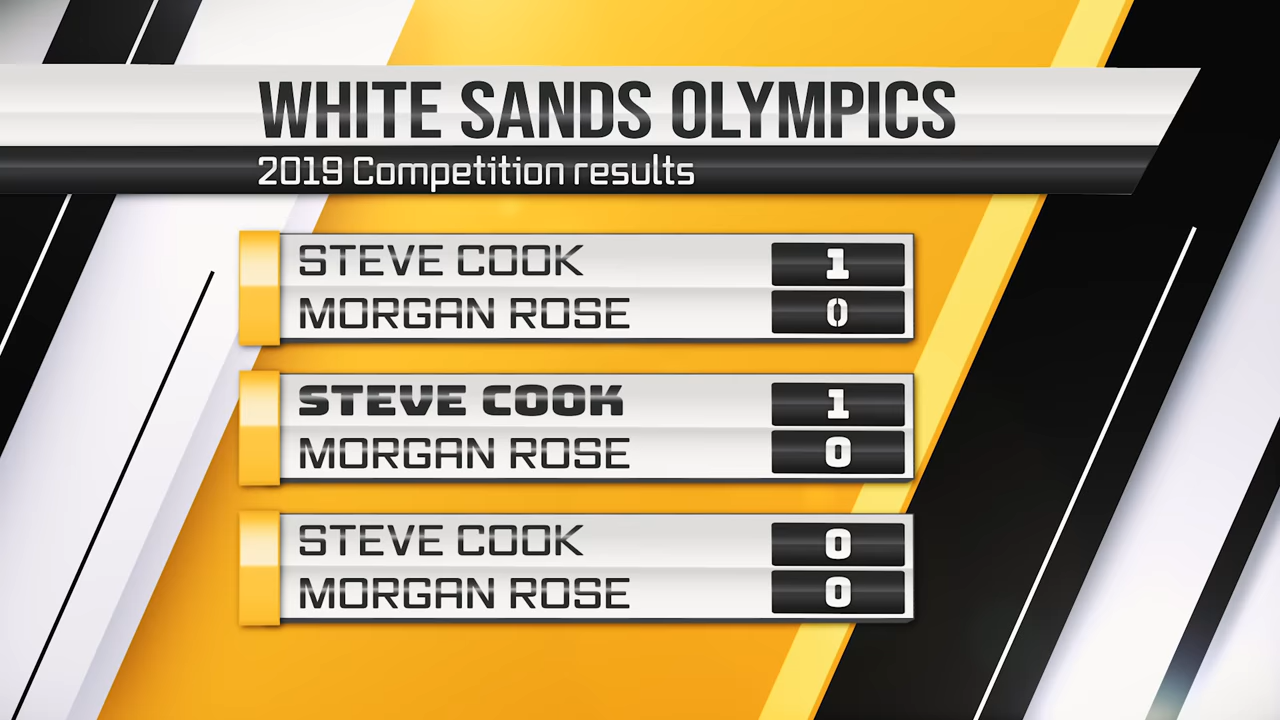 WHITE SANDS OLYMPICS
2019 Competition results
STEVE COOK 1
MORGAN ROSE 0
STEVE COOK 1
MORGAN ROSE 0
STEVE COOK 0
MORGAN ROSE 0